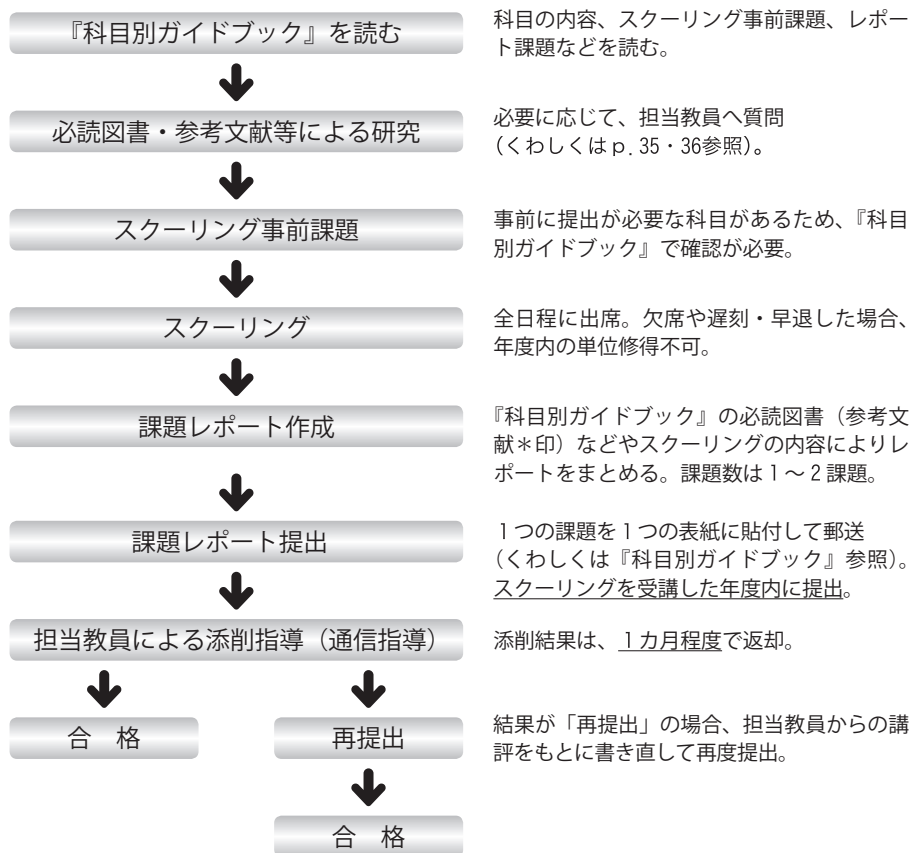 『科目別ガイドブック』を読む
科目の内容、スクーリング事前課題、レポー
ト課題などを読む。
必読図書・参考文献等による研究
必要に応じて、担当教員へ質問
(くわしくはp.35・36参照)。
スクーリング事前課題
事前に提出が必要な科目があるため、『科目
別ガイドブック』で確認が必要。
スクーリング
全日程に出席。欠席や遅刻・早退した場合、
年度内の単位修得不可。
課題レポート作成
『科目別ガイドブック』の必読図書（参考文
献＊印）などやスクーリングの内容によりレ
ポートをまとめる。課題数は１～２課題。
課題レポート提出
１つの課題を１つの表紙に貼付して郵送
(くわしくは『科目別ガイドブック』参照)。
スクーリングを受講した年度内に提出。
担当教員による添削指導（通信指導）
添削結果は、１カ月程度で返却。
合　格
再提出
結果が「再提出」の場合、担当教員からの講
評をもとに書き直して再度提出。
合　格